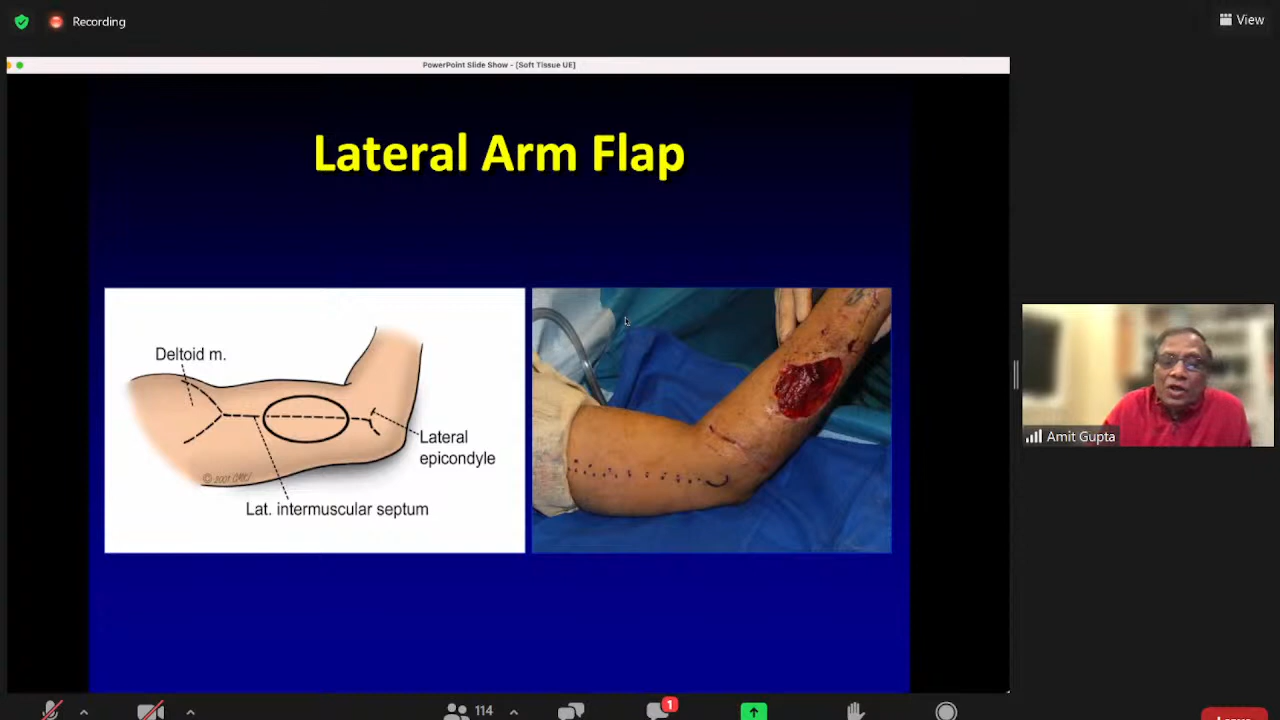 Recording
View
PowerPoint Slide Show - [Soft Tissue UE]
Lateral Arm Flap
Deltoid m.
Lateral
epicondyle
Lat. intermuscular septum
Amit Gupta
114
1